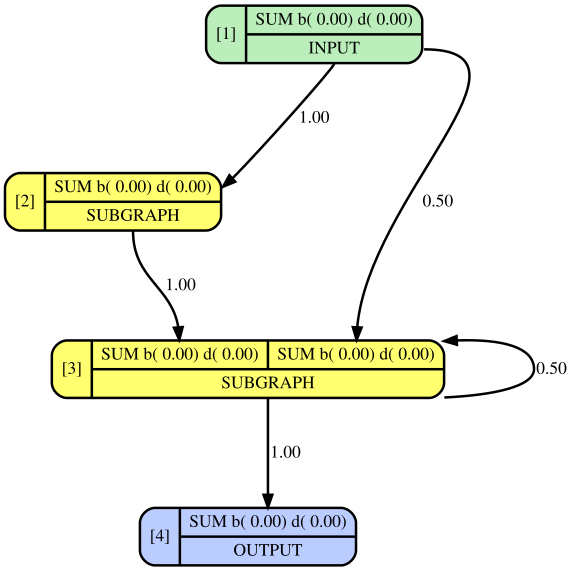 [1]
SUM b( 0.00) d( 0.00)
INPUT
1.00
0.50
[2]
SUM b( 0.00) d( 0.00)
SUBGRAPH
1.00
[3]
SUM b( 0.00) d( 0.00)
SUM b( 0.00) d( 0.00)
SUBGRAPH
0.50
1.00
[4]
SUM b( 0.00) d( 0.00)
OUTPUT